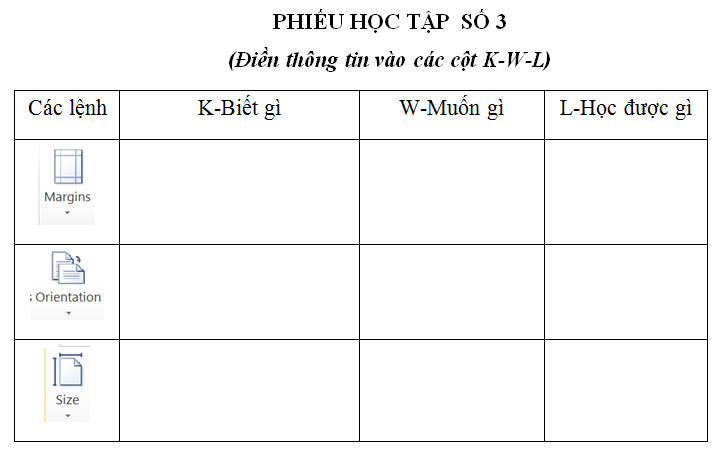 PHIẾU HỌC TẬP SỐ 3
(Điền thông tin vào các cột K-W-L)
Các lệnh K-Biết gì W-Muốn gì L-Học được gì
Margins
s Orientation
Size